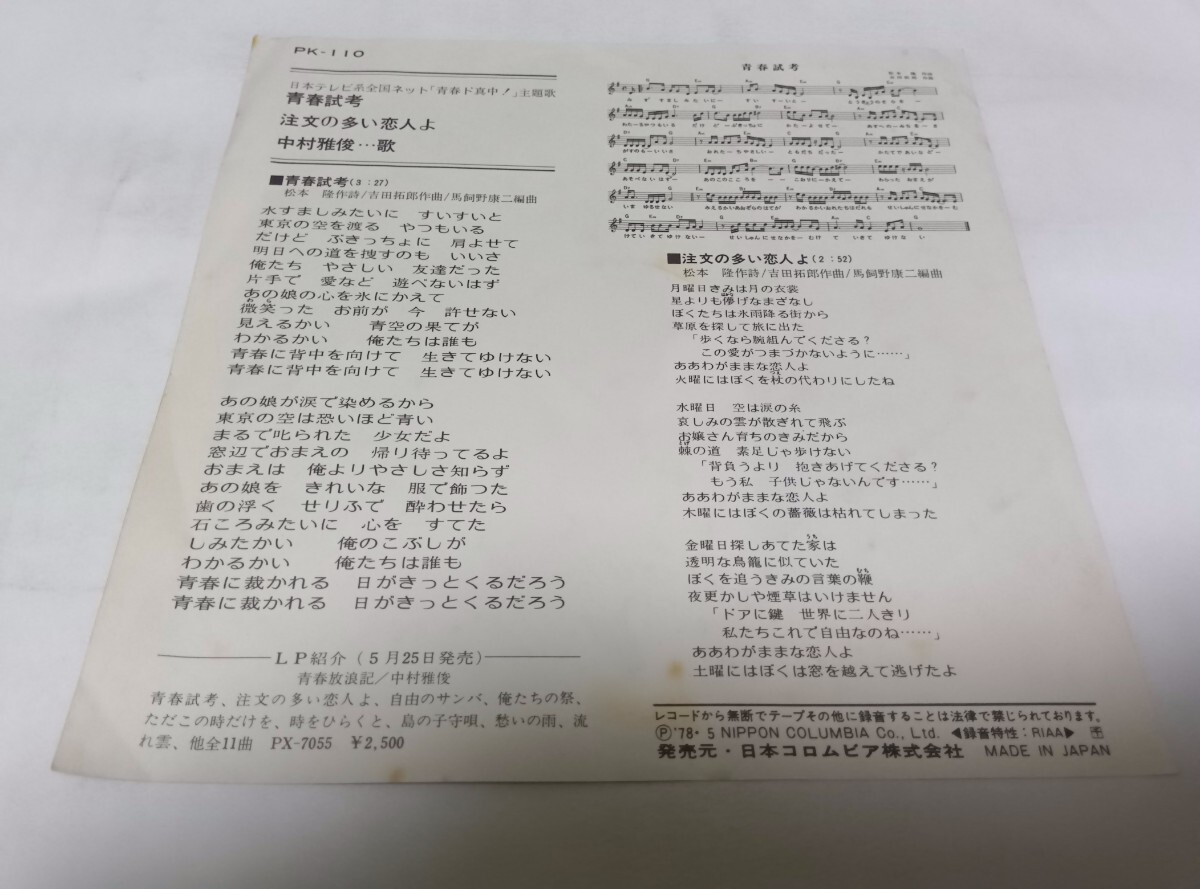 PK-110
日本テレビ系全国ネット「青春ド真中!」主題歌
青春試考
注文の多い恋人よ
中村雅俊…歌
■青春試考(3:27)
松本 隆作詩/吉田拓郎作曲/馬飼野康二編曲
水すましみたいに すいすいと
東京の空を渡る やつもいる
だけど ぶきっちょに 肩よせて
明日への道を捜すのも いいさ
俺たち やさしい 友達だった
片手で 愛など 遊べないはず
あの娘の心を氷にかえて
微笑った お前が 今 許せない
見えるかい 青空の果てが
わかるかい 俺たちは誰も
青春に背中を向けて 生きてゆけない
青春に背中を向けて 生きてゆけない
あの娘が涙で染めるから
東京の空は恐いほど青い
まるで叱られた 少女だよ
窓辺でおまえの 帰り待ってるよ
おまえは 俺よりやさしさ知らず
あの娘を きれいな 服で飾つた
歯の浮く せりふで 酔わせたら
石ころみたいに 心を すてた
しみたかい 俺のこぶしが
わかるかい 俺たちは誰も
青春に裁かれる 日がきっとくるだろう
青春に裁かれる 日がきっとくるだろう
LP紹介(5月25日発売)
青春放浪記/中村雅俊
青春試考、注文の多い恋人よ、自由のサンバ、俺たちの祭、
ただこの時だけを、時をひらくと、島の子守唄、愁いの雨、流
れ雲、他全11曲 PX-7055 ¥2,500
青春試考
■注文の多い恋人よ(2:52)
松本 隆作詩/吉田拓郎作曲/馬飼野康二編曲
月曜日きみは月の衣裳
星よりも儚げなまざなし
ぼくたちは氷雨降る街から
草原を探して旅に出た
「歩くなら腕組んでくださる?
この愛がつまづかないように……」
ああわがままな恋人よ
火曜にはぼくを杖の代わりにしたね
水曜日 空は涙の糸
哀しみの雲が散ぎれて飛ぶ
お嬢さん育ちのきみだから
棘の道 素足じゃ歩けない
「背負うより 抱きあげてくださる?
もう私 子供じゃないんです……」
ああわがままな恋人よ
木曜にはぼくの薔薇は枯れてしまった
金曜日探しあてた家は
透明な鳥籠に似ていた
ぼくを追うきみの言葉の鞭
夜更かしや煙草はいけません
「ドアに鍵 世界に二人きり
私たちこれで自由なのね……」
ああわがままな恋人よ
土曜にはぼくは窓を越えて逃げたよ
レコードから無断でテープその他に録音することは法律で禁じられております。
Ⓟ'78・5 NIPPON COLUMBIA Co., Ltd. ◀録音特性:RIAA▶
発売元・日本コロムビア株式会社 MADE IN JAPAN